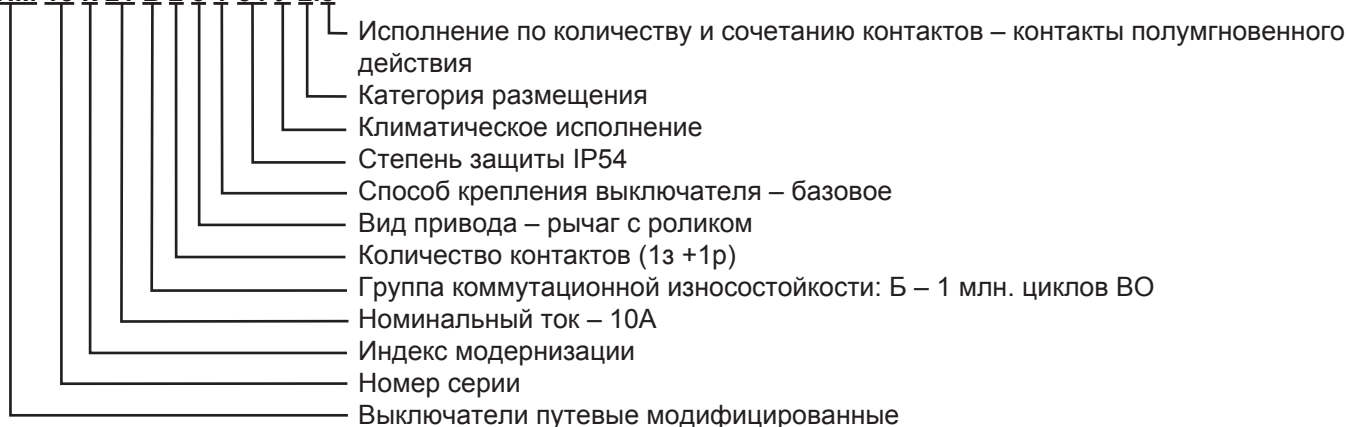 Исполнение по количеству и сочетанию контактов – контакты полумгновенного
действия
Категория размещения
Климатическое исполнение
Степень защиты IP54
Способ крепления выключателя – базовое
Вид привода – рычаг с роликом
Количество контактов (1з +1р)
Группа коммутационной износостойкости: Б – 1 млн. циклов ВО
Номинальный ток – 10А
Индекс модернизации
Номер серии
Выключатели путевые модифицированные